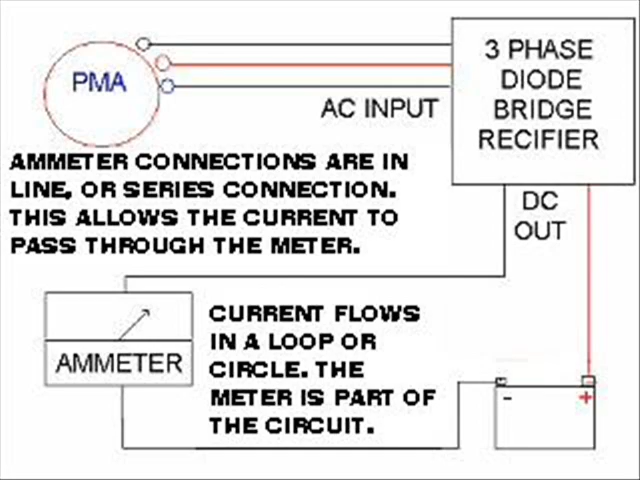 PMA
3 PHASE
DIODE
BRIDGE
RECIFIER
AC INPUT
AMMETER CONNECTIONS ARE IN
LINE, OR SERIES CONNECTION.
THIS ALLOWS THE CURRENT TO
PASS THROUGH THE METER.
DC
OUT
AMMETER
CURRENT FLOWS
IN A LOOP OR
CIRCLE. THE
METER IS PART OF
THE CIRCUIT.
- +